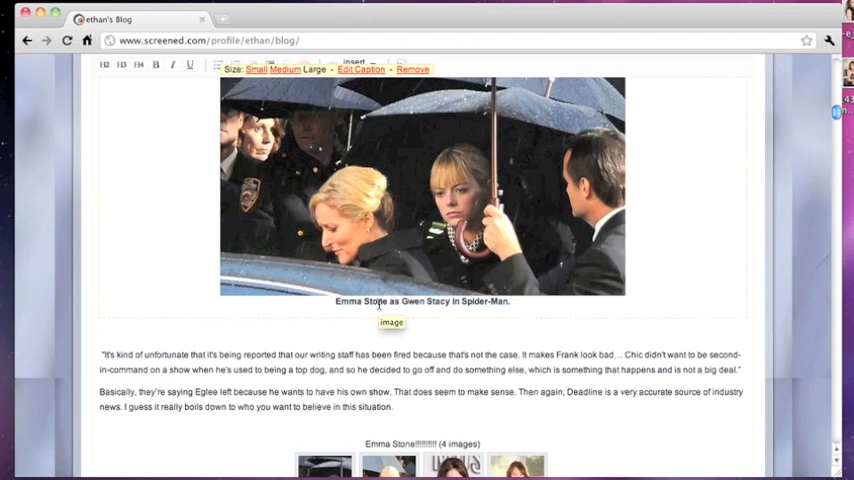 ethan's Blog
www.screened.com/profile/ethan/blog/
H2 H3 H4 B I U insert
Size: Small Medium Large - Edit Caption - Remove
Emma Stone as Gwen Stacy in Spider-Man.
image
"It's kind of unfortunate that it's being reported that our writing staff has been fired because that's not the case. It makes Frank look bad... Chic didn't want to be second-
in-command on a show when he's used to being a top dog, and so he decided to go off and do something else, which is something that happens and is not a big deal."
Basically, they're saying Eglee left because he wants to have his own show. That does seem to make sense. Then again, Deadline is a very accurate source of industry
news. I guess it really boils down to who you want to believe in this situation.
Emma Stone!!!!!!!!!! (4 images)